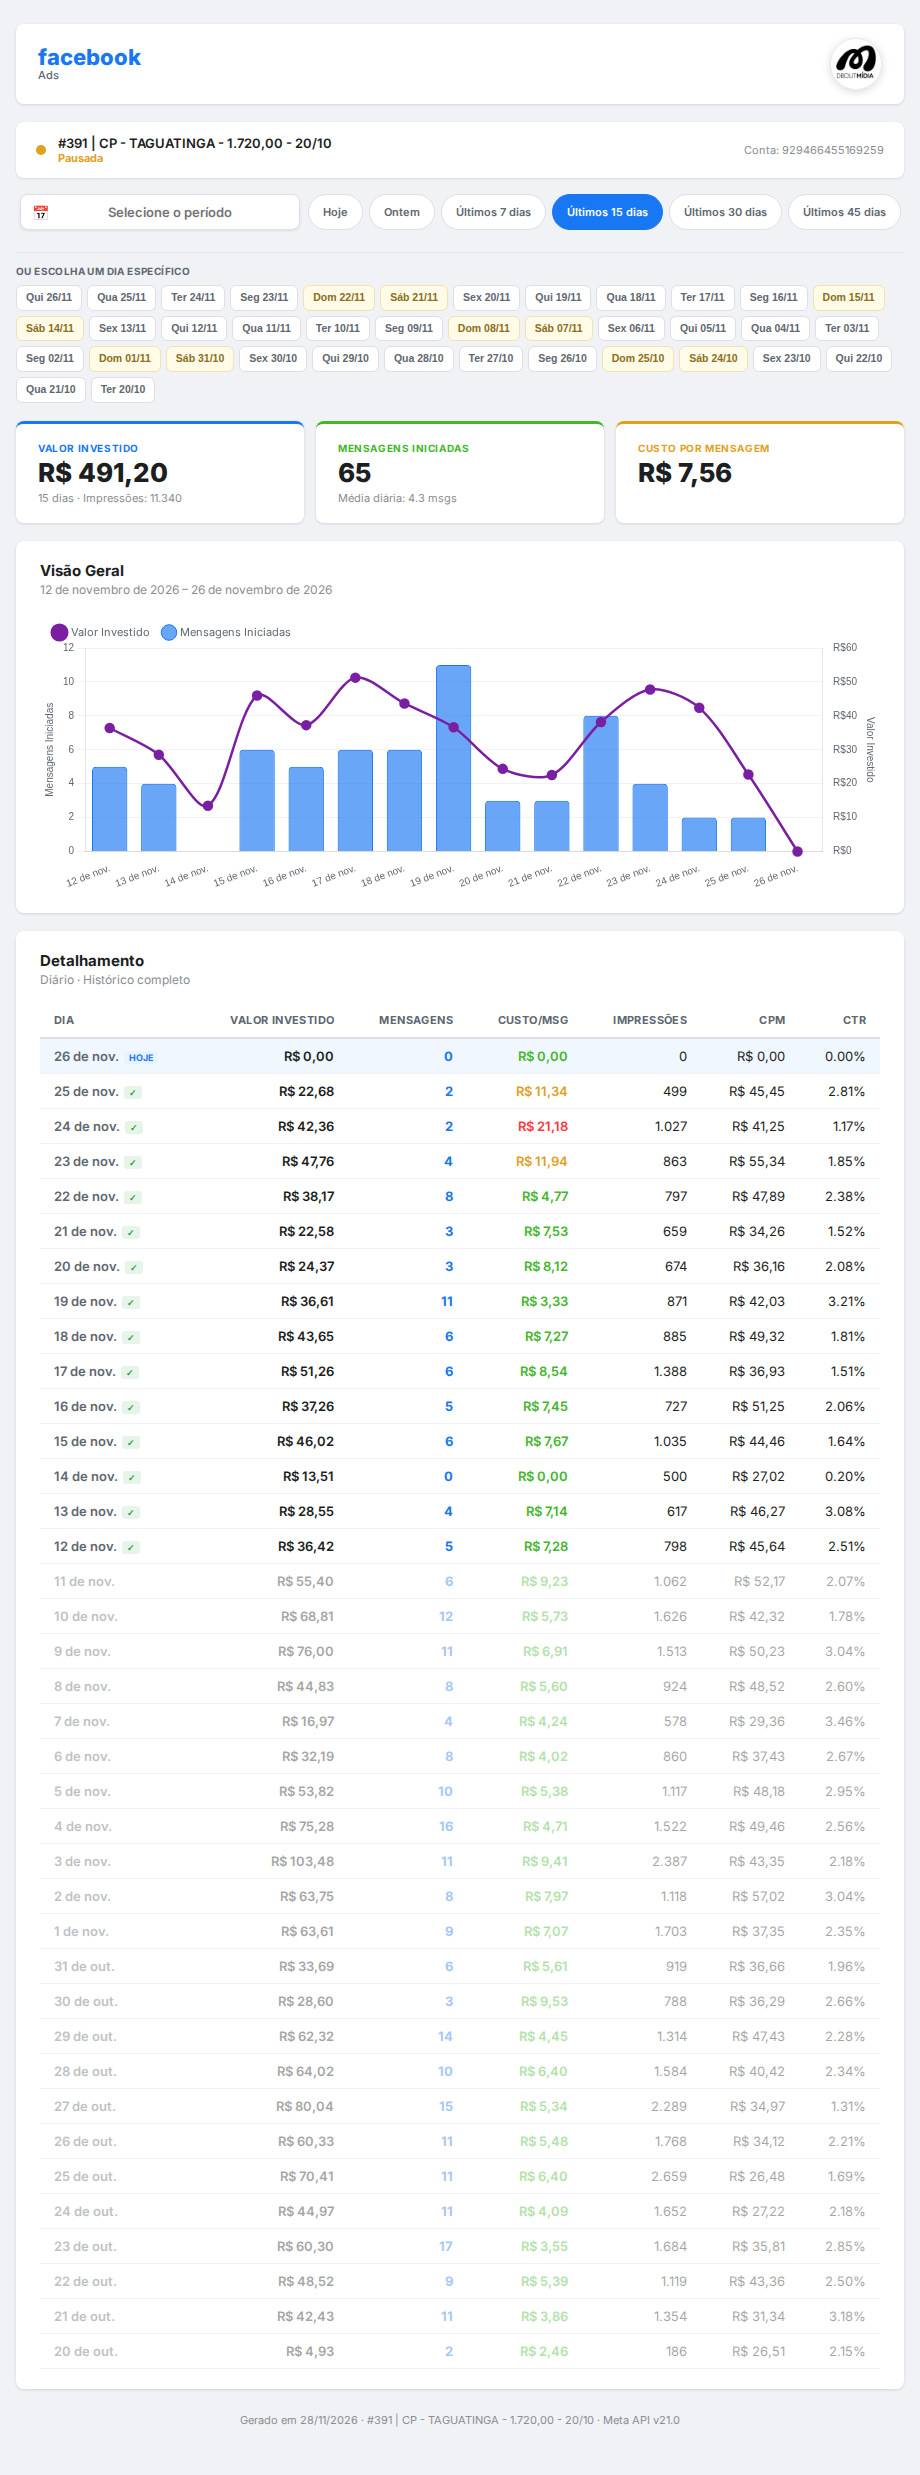 facebook
Ads
DBOUTMÍDIA
#391 | CP - TAGUATINGA - 1.720,00 - 20/10
Pausada
Conta: 929466455169259
📅 Selecione o período Hoje Ontem Últimos 7 dias Últimos 15 dias Últimos 30 dias Últimos 45 dias
OU ESCOLHA UM DIA ESPECÍFICO
Qui 26/11 Qua 25/11 Ter 24/11 Seg 23/11 Dom 22/11 Sáb 21/11 Sex 20/11 Qui 19/11 Qua 18/11 Ter 17/11 Seg 16/11 Dom 15/11
Sáb 14/11 Sex 13/11 Qui 12/11 Qua 11/11 Ter 10/11 Seg 09/11 Dom 08/11 Sáb 07/11 Sex 06/11 Qui 05/11 Qua 04/11 Ter 03/11
Seg 02/11 Dom 01/11 Sáb 31/10 Sex 30/10 Qui 29/10 Qua 28/10 Ter 27/10 Seg 26/10 Dom 25/10 Sáb 24/10 Sex 23/10 Qui 22/10
Qua 21/10 Ter 20/10
VALOR INVESTIDO
R$ 491,20
15 dias · Impressões: 11.340
MENSAGENS INICIADAS
65
Média diária: 4.3 msgs
CUSTO POR MENSAGEM
R$ 7,56
Visão Geral
12 de novembro de 2026 – 26 de novembro de 2026
Valor Investido Mensagens Iniciadas
12 R$60
10 R$50
8 R$40
6 R$30
4 R$20
2 R$10
0 R$0
Mensagens Iniciadas
Valor Investido
12 de nov. 13 de nov. 14 de nov. 15 de nov. 16 de nov. 17 de nov. 18 de nov. 19 de nov. 20 de nov. 21 de nov. 22 de nov. 23 de nov. 24 de nov. 25 de nov. 26 de nov.
Detalhamento
Diário · Histórico completo
DIA VALOR INVESTIDO MENSAGENS CUSTO/MSG IMPRESSÕES CPM CTR
26 de nov. HOJE R$ 0,00 0 R$ 0,00 0 R$ 0,00 0.00%
25 de nov. ✓ R$ 22,68 2 R$ 11,34 499 R$ 45,45 2.81%
24 de nov. ✓ R$ 42,36 2 R$ 21,18 1.027 R$ 41,25 1.17%
23 de nov. ✓ R$ 47,76 4 R$ 11,94 863 R$ 55,34 1.85%
22 de nov. ✓ R$ 38,17 8 R$ 4,77 797 R$ 47,89 2.38%
21 de nov. ✓ R$ 22,58 3 R$ 7,53 659 R$ 34,26 1.52%
20 de nov. ✓ R$ 24,37 3 R$ 8,12 674 R$ 36,16 2.08%
19 de nov. ✓ R$ 36,61 11 R$ 3,33 871 R$ 42,03 3.21%
18 de nov. ✓ R$ 43,65 6 R$ 7,27 885 R$ 49,32 1.81%
17 de nov. ✓ R$ 51,26 6 R$ 8,54 1.388 R$ 36,93 1.51%
16 de nov. ✓ R$ 37,26 5 R$ 7,45 727 R$ 51,25 2.06%
15 de nov. ✓ R$ 46,02 6 R$ 7,67 1.035 R$ 44,46 1.64%
14 de nov. ✓ R$ 13,51 0 R$ 0,00 500 R$ 27,02 0.20%
13 de nov. ✓ R$ 28,55 4 R$ 7,14 617 R$ 46,27 3.08%
12 de nov. ✓ R$ 36,42 5 R$ 7,28 798 R$ 45,64 2.51%
11 de nov. R$ 55,40 6 R$ 9,23 1.062 R$ 52,17 2.07%
10 de nov. R$ 68,81 12 R$ 5,73 1.626 R$ 42,32 1.78%
9 de nov. R$ 76,00 11 R$ 6,91 1.513 R$ 50,23 3.04%
8 de nov. R$ 44,83 8 R$ 5,60 924 R$ 48,52 2.60%
7 de nov. R$ 16,97 4 R$ 4,24 578 R$ 29,36 3.46%
6 de nov. R$ 32,19 8 R$ 4,02 860 R$ 37,43 2.67%
5 de nov. R$ 53,82 10 R$ 5,38 1.117 R$ 48,18 2.95%
4 de nov. R$ 75,28 16 R$ 4,71 1.522 R$ 49,46 2.56%
3 de nov. R$ 103,48 11 R$ 9,41 2.387 R$ 43,35 2.18%
2 de nov. R$ 63,75 8 R$ 7,97 1.118 R$ 57,02 3.04%
1 de nov. R$ 63,61 9 R$ 7,07 1.703 R$ 37,35 2.35%
31 de out. R$ 33,69 6 R$ 5,61 919 R$ 36,66 1.96%
30 de out. R$ 28,60 3 R$ 9,53 788 R$ 36,29 2.66%
29 de out. R$ 62,32 14 R$ 4,45 1.314 R$ 47,43 2.28%
28 de out. R$ 64,02 10 R$ 6,40 1.584 R$ 40,42 2.34%
27 de out. R$ 80,04 15 R$ 5,34 2.289 R$ 34,97 1.31%
26 de out. R$ 60,33 11 R$ 5,48 1.768 R$ 34,12 2.21%
25 de out. R$ 70,41 11 R$ 6,40 2.659 R$ 26,48 1.69%
24 de out. R$ 44,97 11 R$ 4,09 1.652 R$ 27,22 2.18%
23 de out. R$ 60,30 17 R$ 3,55 1.684 R$ 35,81 2.85%
22 de out. R$ 48,52 9 R$ 5,39 1.119 R$ 43,36 2.50%
21 de out. R$ 42,43 11 R$ 3,86 1.354 R$ 31,34 3.18%
20 de out. R$ 4,93 2 R$ 2,46 186 R$ 26,51 2.15%
Gerado em 28/11/2026 · #391 | CP - TAGUATINGA - 1.720,00 - 20/10 · Meta API v21.0